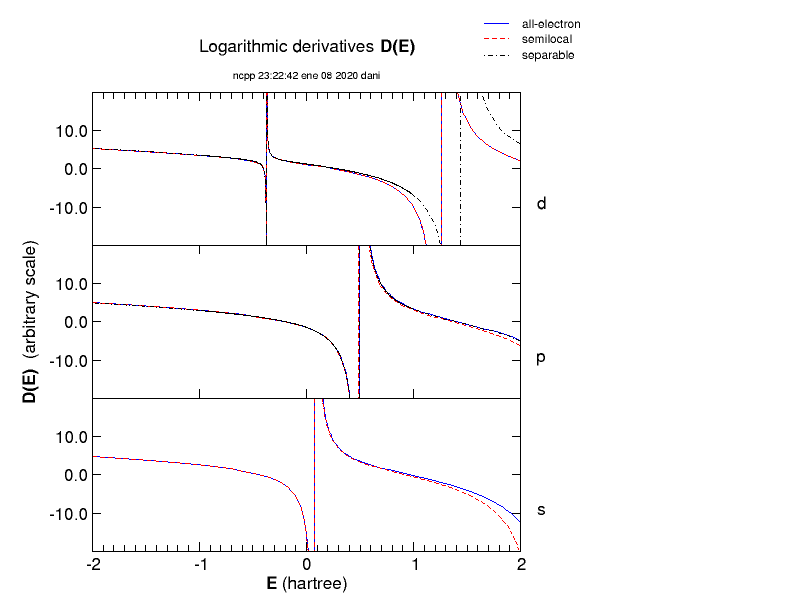 all-electron
semilocal
separable
Logarithmic derivatives D(E)
ncpp 23:22:42 ene 08 2020 dani
10.0
0.0
-10.0
d
10.0
0.0
-10.0
p
10.0
0.0
-10.0
s
D(E) (arbitrary scale)
-2 -1 0 1 2
E (hartree)